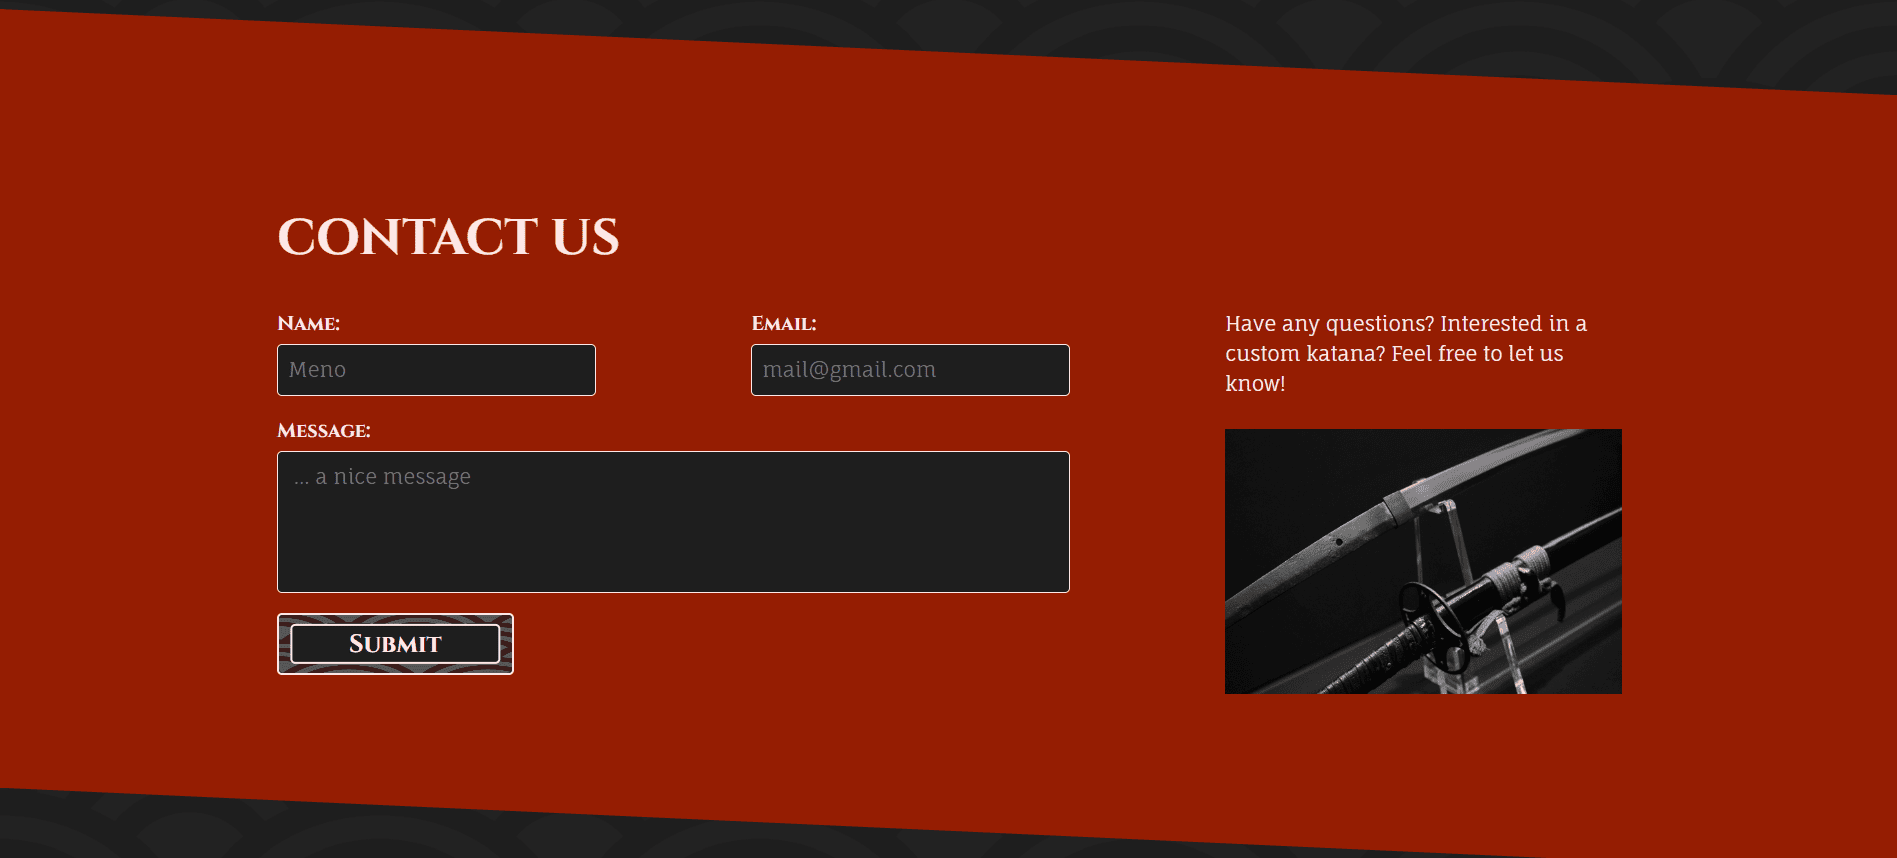 CONTACT US
Name:
Email:
Have any questions? Interested in a
custom katana? Feel free to let us
know!
Meno
mail@gmail.com
Message:
... a nice message
Submit